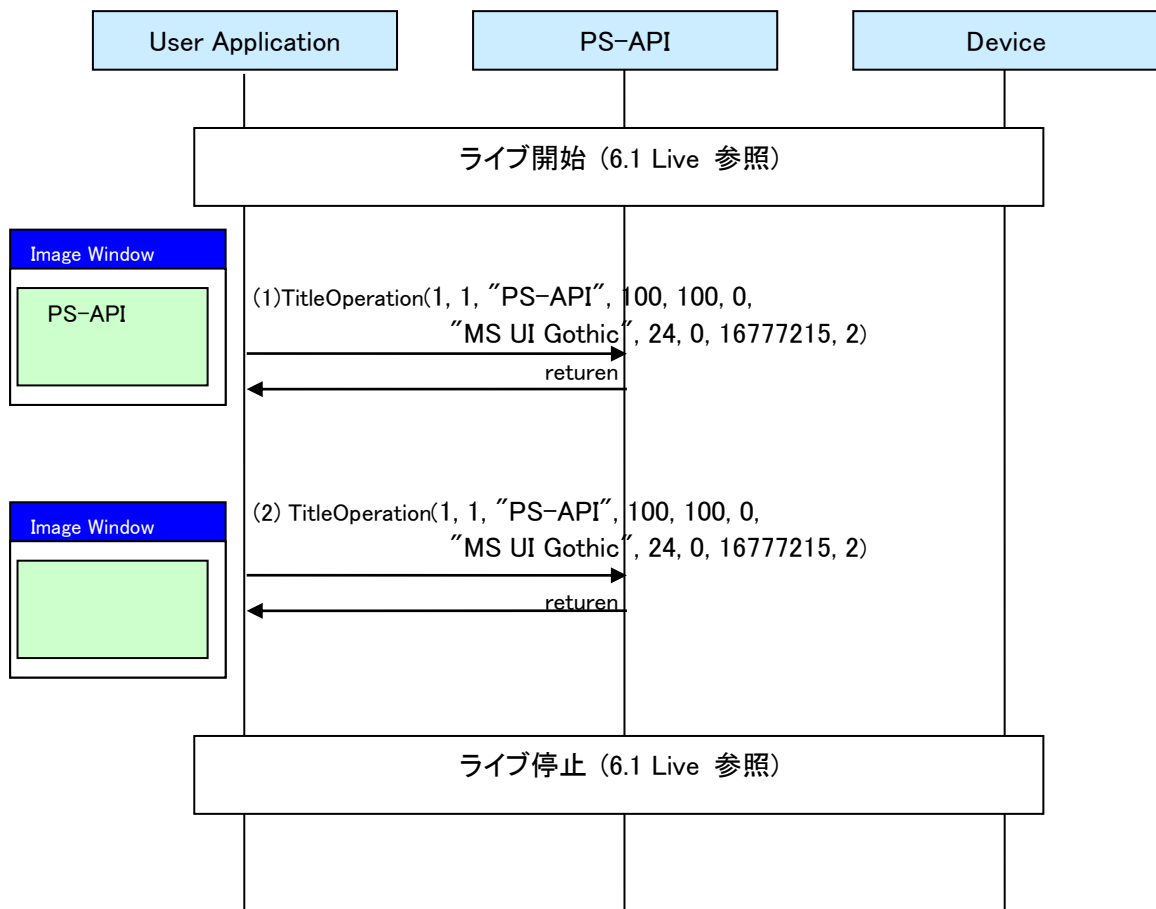 User Application
PS-API
Device
ライブ開始 (6.1 Live 参照)
Image Window
PS-API
(1)TitleOperation(1, 1, "PS-API", 100, 100, 0,
"MS UI Gothic", 24, 0, 16777215, 2)
returen
Image Window
(2) TitleOperation(1, 1, "PS-API", 100, 100, 0,
"MS UI Gothic", 24, 0, 16777215, 2)
returen
ライブ停止 (6.1 Live 参照)